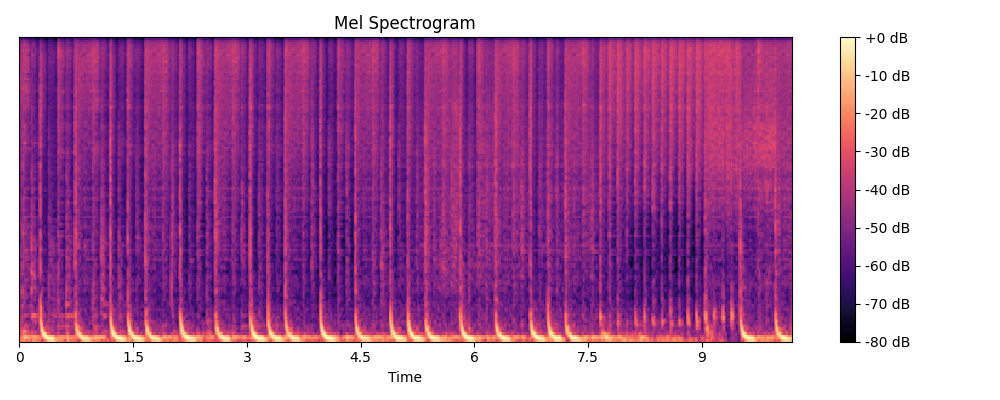 Mel Spectrogram
+0 dB
-10 dB
-20 dB
-30 dB
-40 dB
-50 dB
-60 dB
-70 dB
-80 dB
0 1.5 3 4.5 6 7.5 9
Time